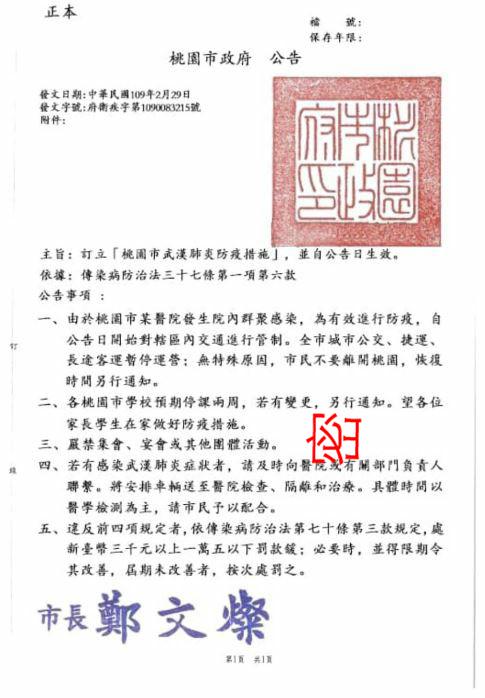 正本
檔 號:
保存年限:
桃園市政府 公告
發文日期:中華民國109年2月29日
發文字號:府衛疾字第1090083215號
附件:
桃園市政府印
主旨:訂立「桃園市武漢肺炎防疫措施」,並自公告日生效。
依據:傳染病防治法三十七條第一項第六款
公告事項 :
一、由於桃園市某醫院發生院內群聚感染,為有效進行防疫,自
公告日開始對轄區內交通進行管制。全市城市公交、捷運、
長途客運暫停運營;無特殊原因,市民不要離開桃園,恢復
時間另行通知。
二、各桃園市學校預期停課兩周,若有變更,另行通知。望各位
家長學生在家做好防疫措施。
三、嚴禁集會、宴會或其他團體活動。
四、若有感染武漢肺炎症狀者,請及時向醫院或有關部門負責人
聯繫。將安排車輛送至醫院檢查、隔離和治療。具體時間以
醫學檢測為主,請市民予以配合。
五、違反前四項規定者,依傳染病防治法第七十條第三款規定,處
新臺幣三千元以上一萬五以下罰款鍰;必要時,並得限期令
其改善,屆期未改善者,按次處罰之。
市長 鄭文燦
訂
線
第1頁 共1頁